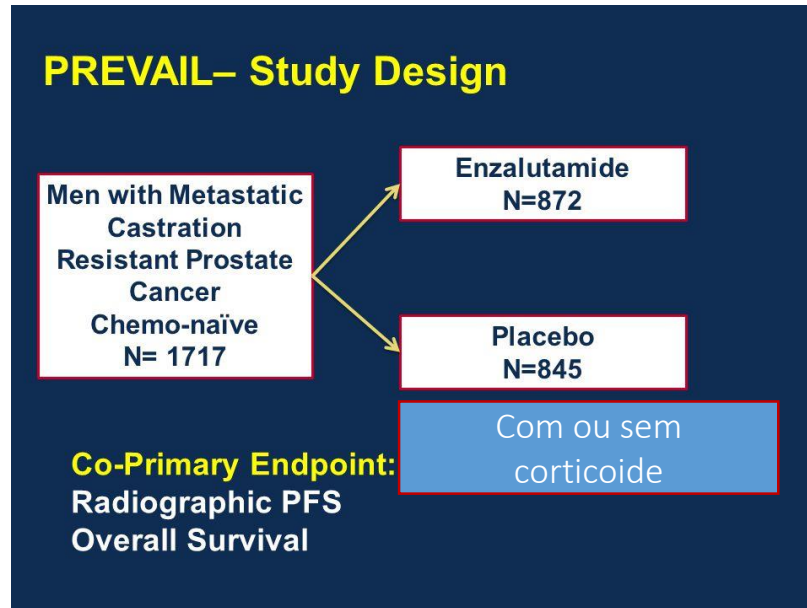 PREVAIL– Study Design
Men with Metastatic
Castration
Resistant Prostate
Cancer
Chemo-naïve
N= 1717
Enzalutamide
N=872
Placebo
N=845
Com ou sem
corticoide
Co-Primary Endpoint:
Radiographic PFS
Overall Survival